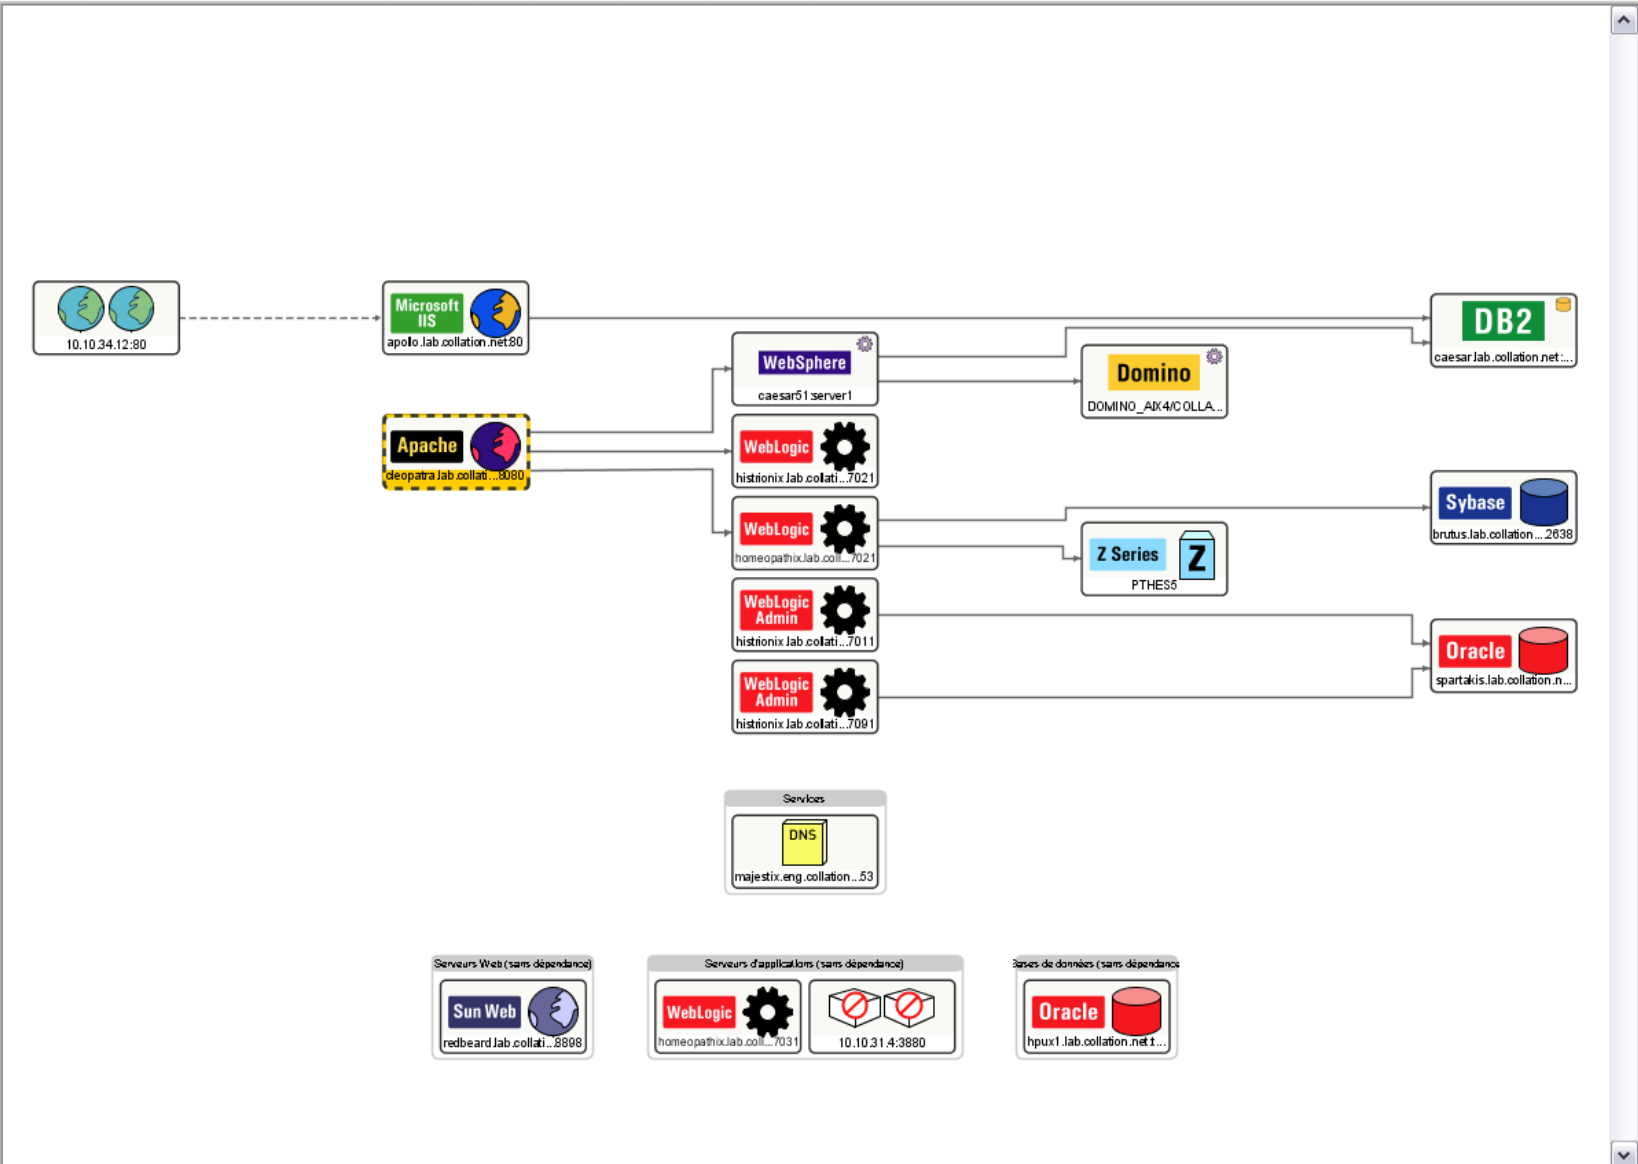 10.10.34.12:80
Microsoft
IIS
apollo.lab.collation.net:80
DB2
caesar.lab.collation.net:...
WebSphere
caesar51:server1
Domino
DOMINO_AIX4/COLLA...
Apache
cleopatra.lab.collati...8080
WebLogic
histrionix.lab.collati...7021
WebLogic
homeopathix.lab.coll...7021
Sybase
brutus.lab.collation...2638
Z Series
Z
PTHES5
WebLogic
Admin
histrionix.lab.collati...7011
Oracle
spartakis.lab.collation.n...
WebLogic
Admin
histrionix.lab.collati...7091
Services
DNS
majestix.eng.collation...53
Serveurs Web (sans dépendance)
Sun Web
redbeard.lab.collati...8898
Serveurs d'applications (sans dépendance)
WebLogic
homeopathix.lab.coll...7031
10.10.31.4:3880
Bases de données (sans dépendance
Oracle
hpux1.lab.collation.net:t...